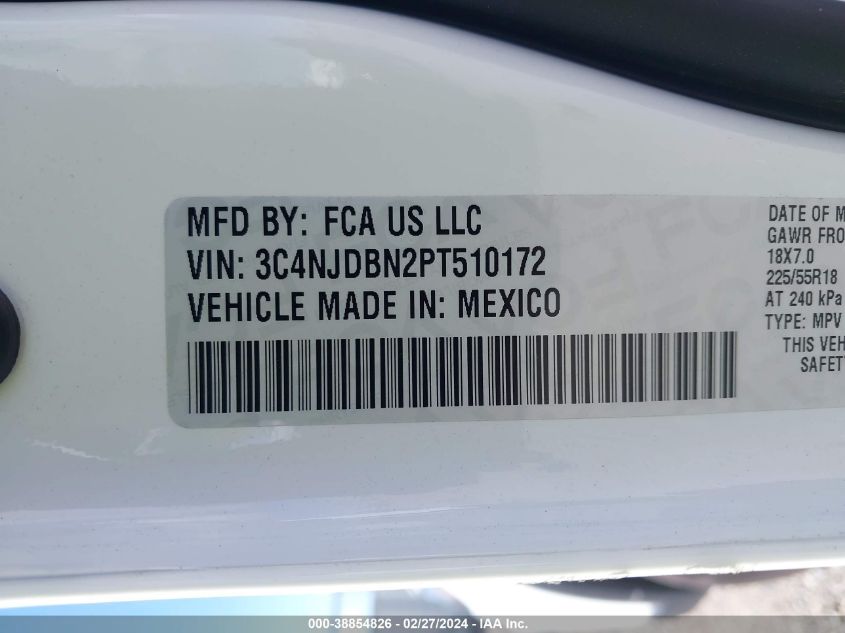 MFD BY: FCA US LLC
VIN: 3C4NJDBN2PT510172
VEHICLE MADE IN: MEXICO
DATE OF M
GAWR FRO
18X7.0
225/55R18
AT 240 kPa
TYPE: MPV
THIS VEH
SAFET
000-38854826 - 02/27/2024 - IAA Inc.